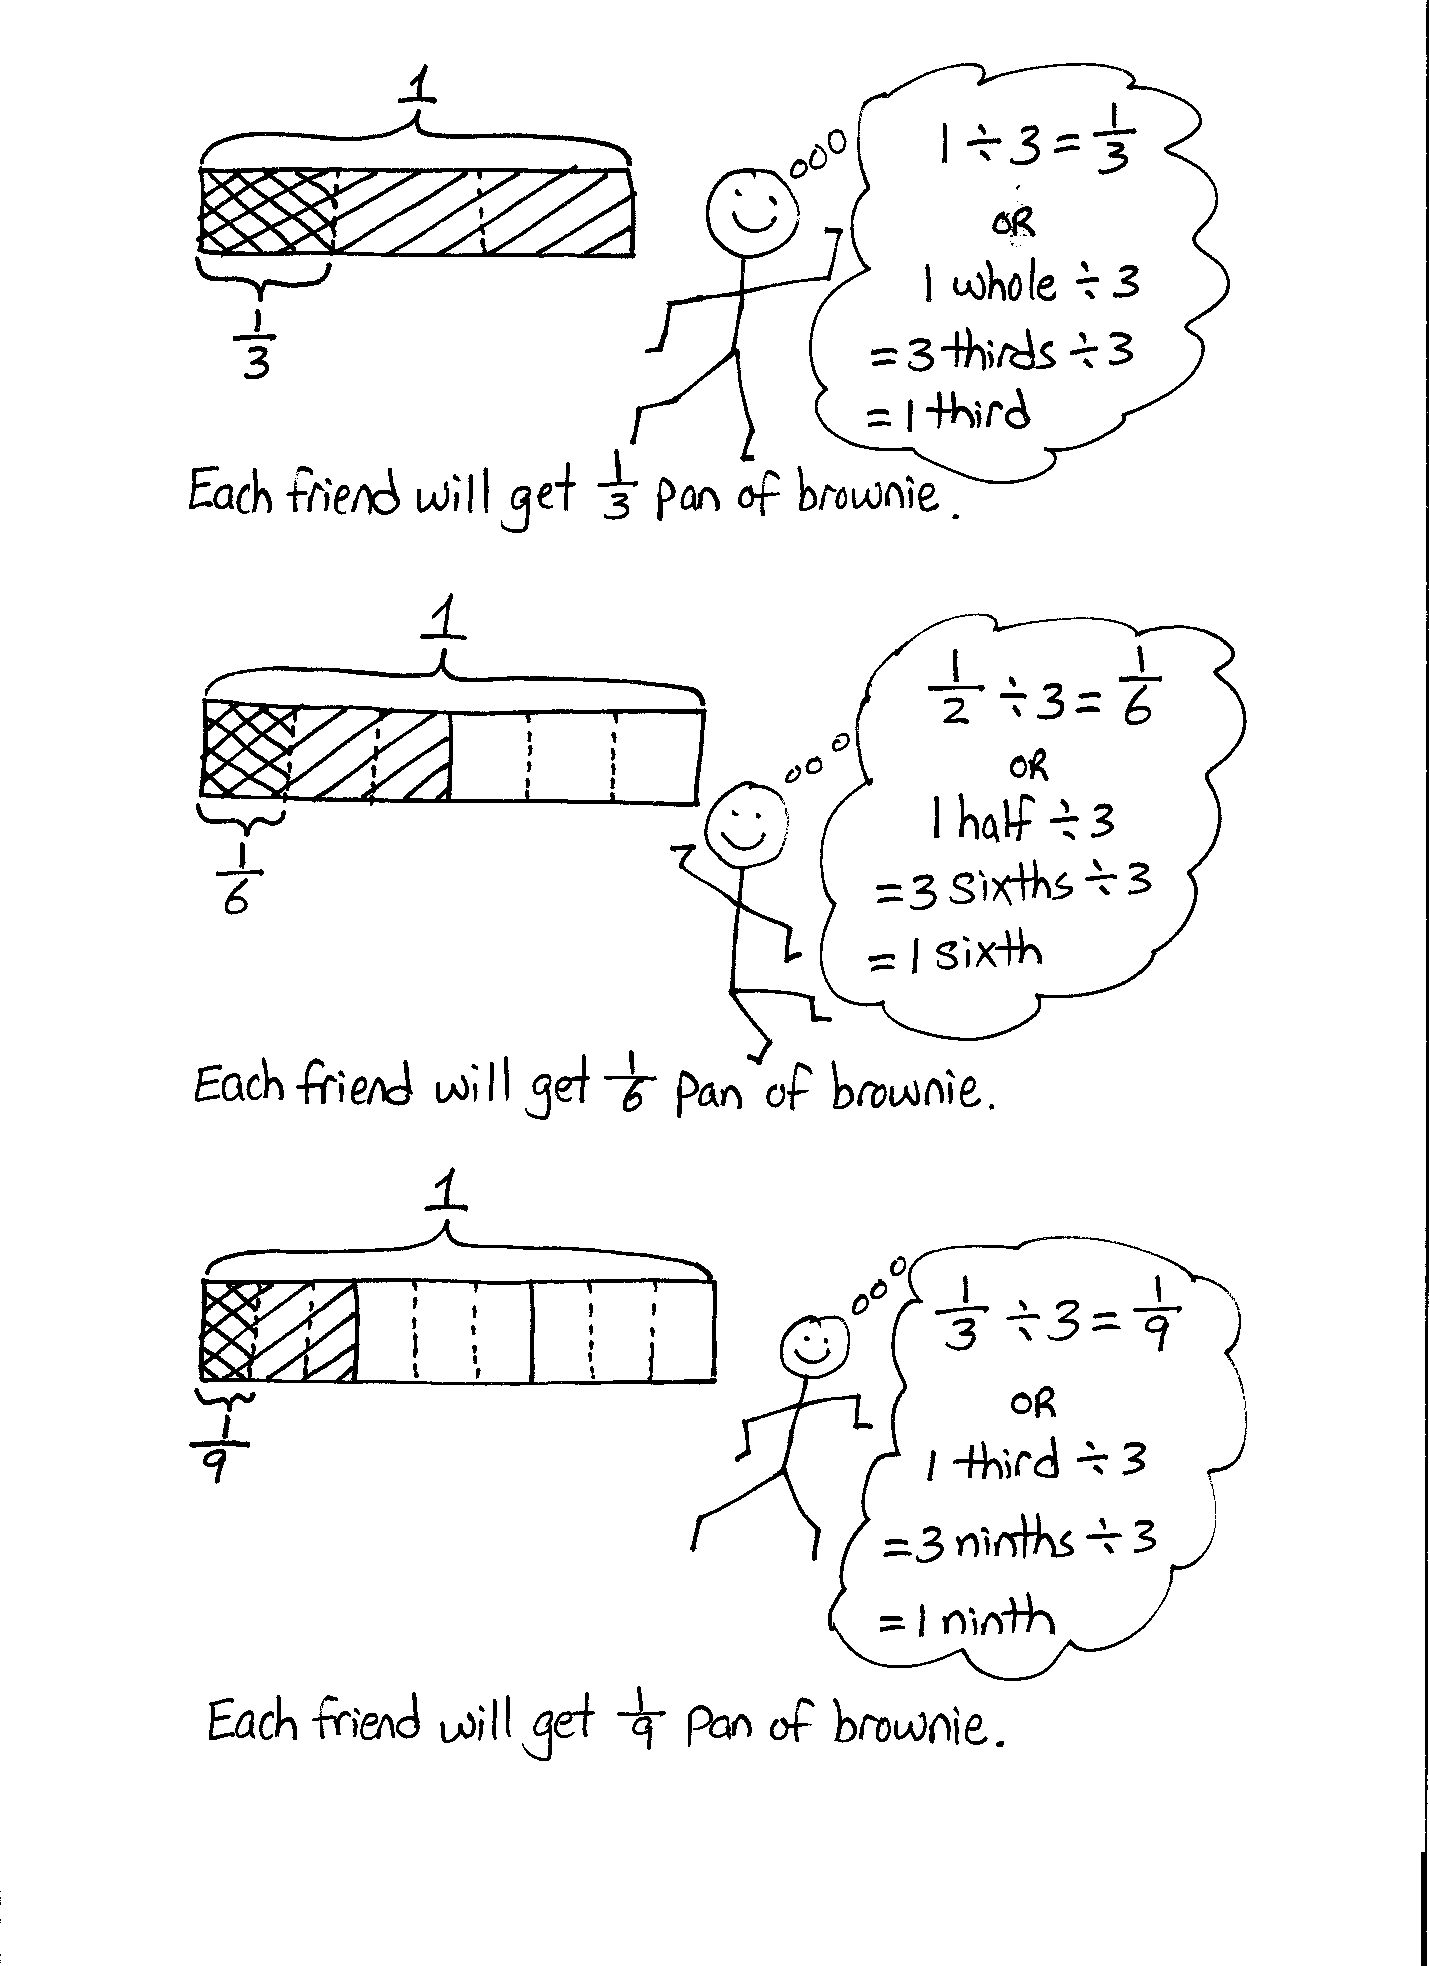 1
1 ÷ 3 = 1/3
OR
1 whole ÷ 3
= 3 thirds ÷ 3
= 1 third
1/3
Each friend will get 1/3 pan of brownie.
1
1/2 ÷ 3 = 1/6
OR
1 half ÷ 3
= 3 sixths ÷ 3
= 1 sixth
1/6
Each friend will get 1/6 pan of brownie.
1
1/3 ÷ 3 = 1/9
OR
1 third ÷ 3
= 3 ninths ÷ 3
= 1 ninth
1/9
Each friend will get 1/9 pan of brownie.